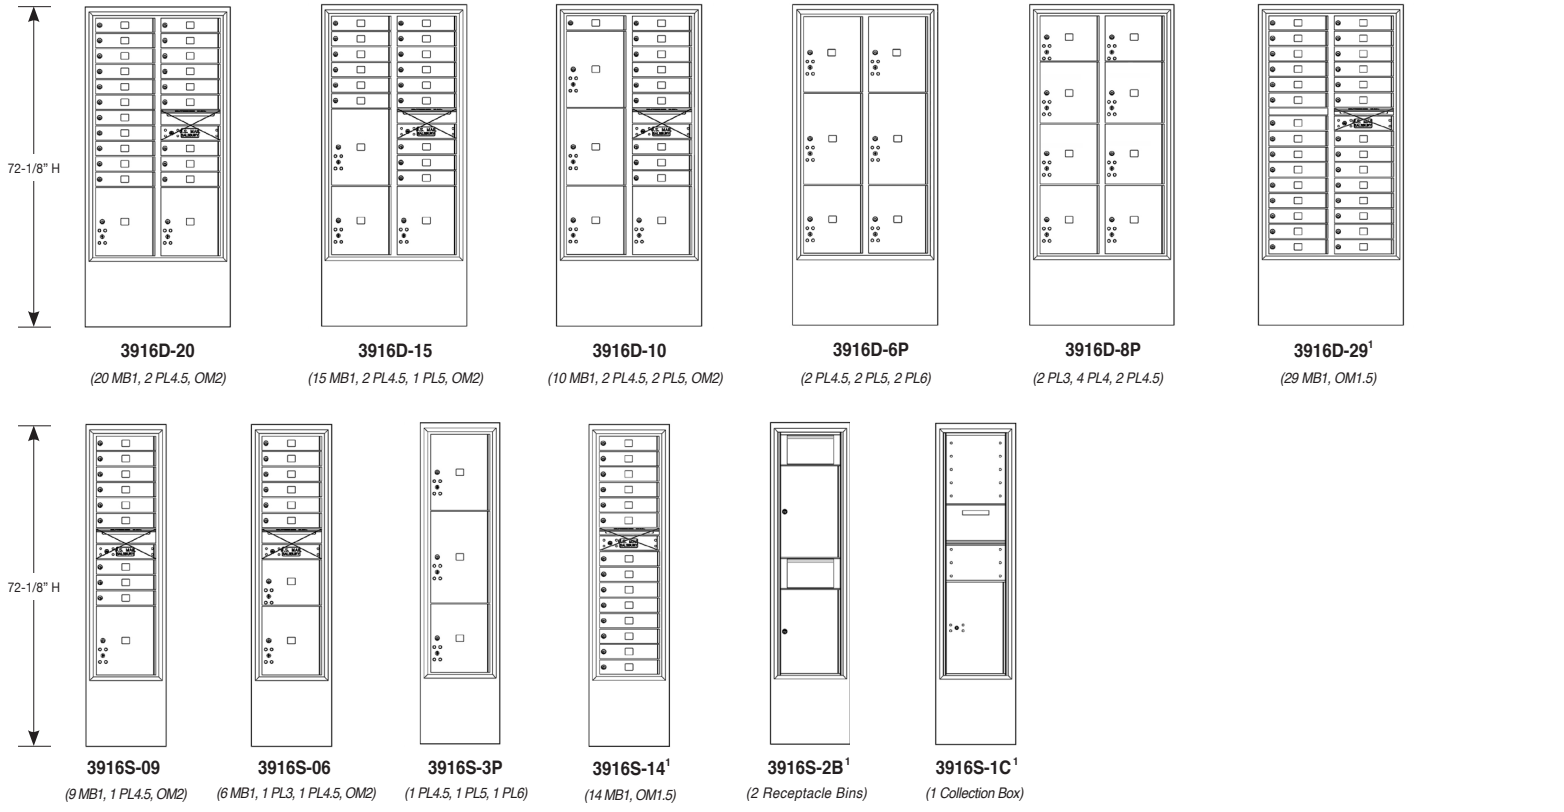 72-1/8” H
3916D-20
3916D-15
3916D-10
3916D-6P
3916D-8P
3916D-29¹
(20 MB1, 2 PL4.5, OM2)
(15 MB1, 2 PL4.5, 1 PL5, OM2)
(10 MB1, 2 PL4.5, 2 PL5, OM2)
(2 PL4.5, 2 PL5, 2 PL6)
(2 PL3, 4 PL4, 2 PL4.5)
(29 MB1, OM1.5)
72-1/8” H
3916S-09
3916S-06
3916S-3P
3916S-14¹
3916S-2B¹
3916S-1C¹
(9 MB1, 1 PL4.5, OM2)
(6 MB1, 1 PL3, 1 PL4.5, OM2)
(1 PL4.5, 1 PL5, 1 PL6)
(14 MB1, OM1.5)
(2 Receptacle Bins)
(1 Collection Box)